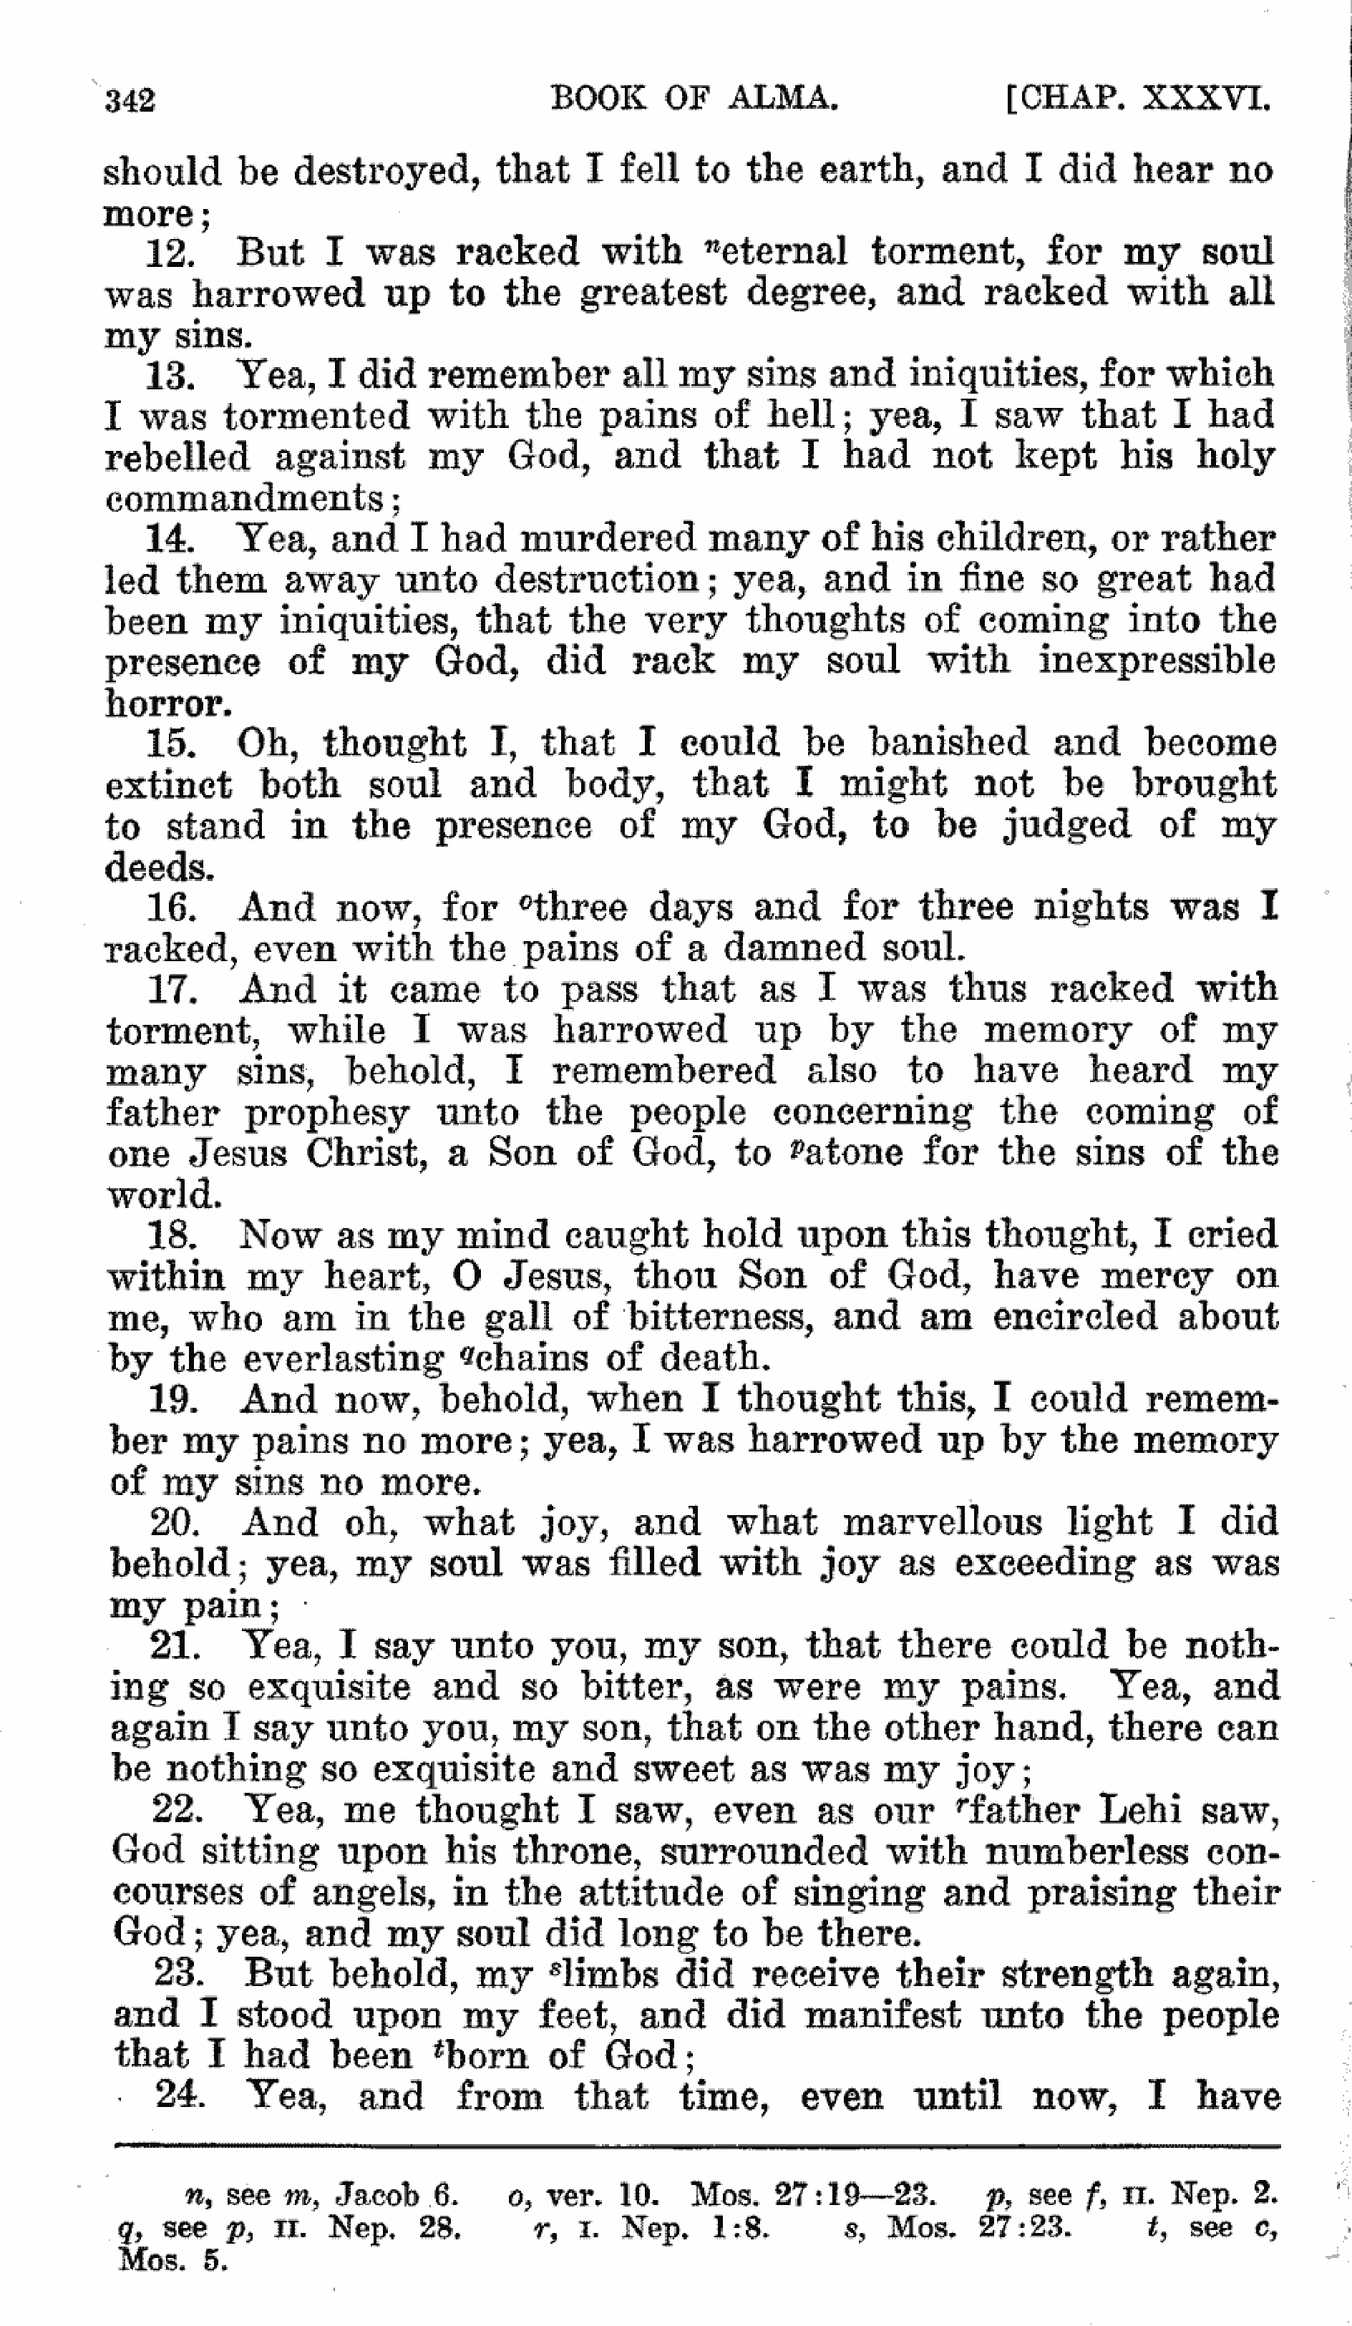 342 BOOK OF ALMA. [CHAP. XXXVI.
should be destroyed, that I fell to the earth, and I did hear no
more;
12. But I was racked with ⁿeternal torment, for my soul
was harrowed up to the greatest degree, and racked with all
my sins.
13. Yea, I did remember all my sins and iniquities, for which
I was tormented with the pains of hell; yea, I saw that I had
rebelled against my God, and that I had not kept his holy
commandments;
14. Yea, and I had murdered many of his children, or rather
led them away unto destruction; yea, and in fine so great had
been my iniquities, that the very thoughts of coming into the
presence of my God, did rack my soul with inexpressible
horror.
15. Oh, thought I, that I could be banished and become
extinct both soul and body, that I might not be brought
to stand in the presence of my God, to be judged of my
deeds.
16. And now, for ᵒthree days and for three nights was I
racked, even with the pains of a damned soul.
17. And it came to pass that as I was thus racked with
torment, while I was harrowed up by the memory of my
many sins, behold, I remembered also to have heard my
father prophesy unto the people concerning the coming of
one Jesus Christ, a Son of God, to ᵖatone for the sins of the
world.
18. Now as my mind caught hold upon this thought, I cried
within my heart, O Jesus, thou Son of God, have mercy on
me, who am in the gall of bitterness, and am encircled about
by the everlasting qchains of death.
19. And now, behold, when I thought this, I could remem-
ber my pains no more; yea, I was harrowed up by the memory
of my sins no more.
20. And oh, what joy, and what marvellous light I did
behold; yea, my soul was filled with joy as exceeding as was
my pain;
21. Yea, I say unto you, my son, that there could be noth-
ing so exquisite and so bitter, as were my pains. Yea, and
again I say unto you, my son, that on the other hand, there can
be nothing so exquisite and sweet as was my joy;
22. Yea, me thought I saw, even as our ʳfather Lehi saw,
God sitting upon his throne, surrounded with numberless con-
courses of angels, in the attitude of singing and praising their
God; yea, and my soul did long to be there.
23. But behold, my ˢlimbs did receive their strength again,
and I stood upon my feet, and did manifest unto the people
that I had been ᵗborn of God;
24. Yea, and from that time, even until now, I have
n, see m, Jacob 6. o, ver. 10. Mos. 27:19—23. p, see f, II. Nep. 2.
q, see p, II. Nep. 28. r, I. Nep. 1:8. s, Mos. 27:23. t, see c,
Mos. 5.